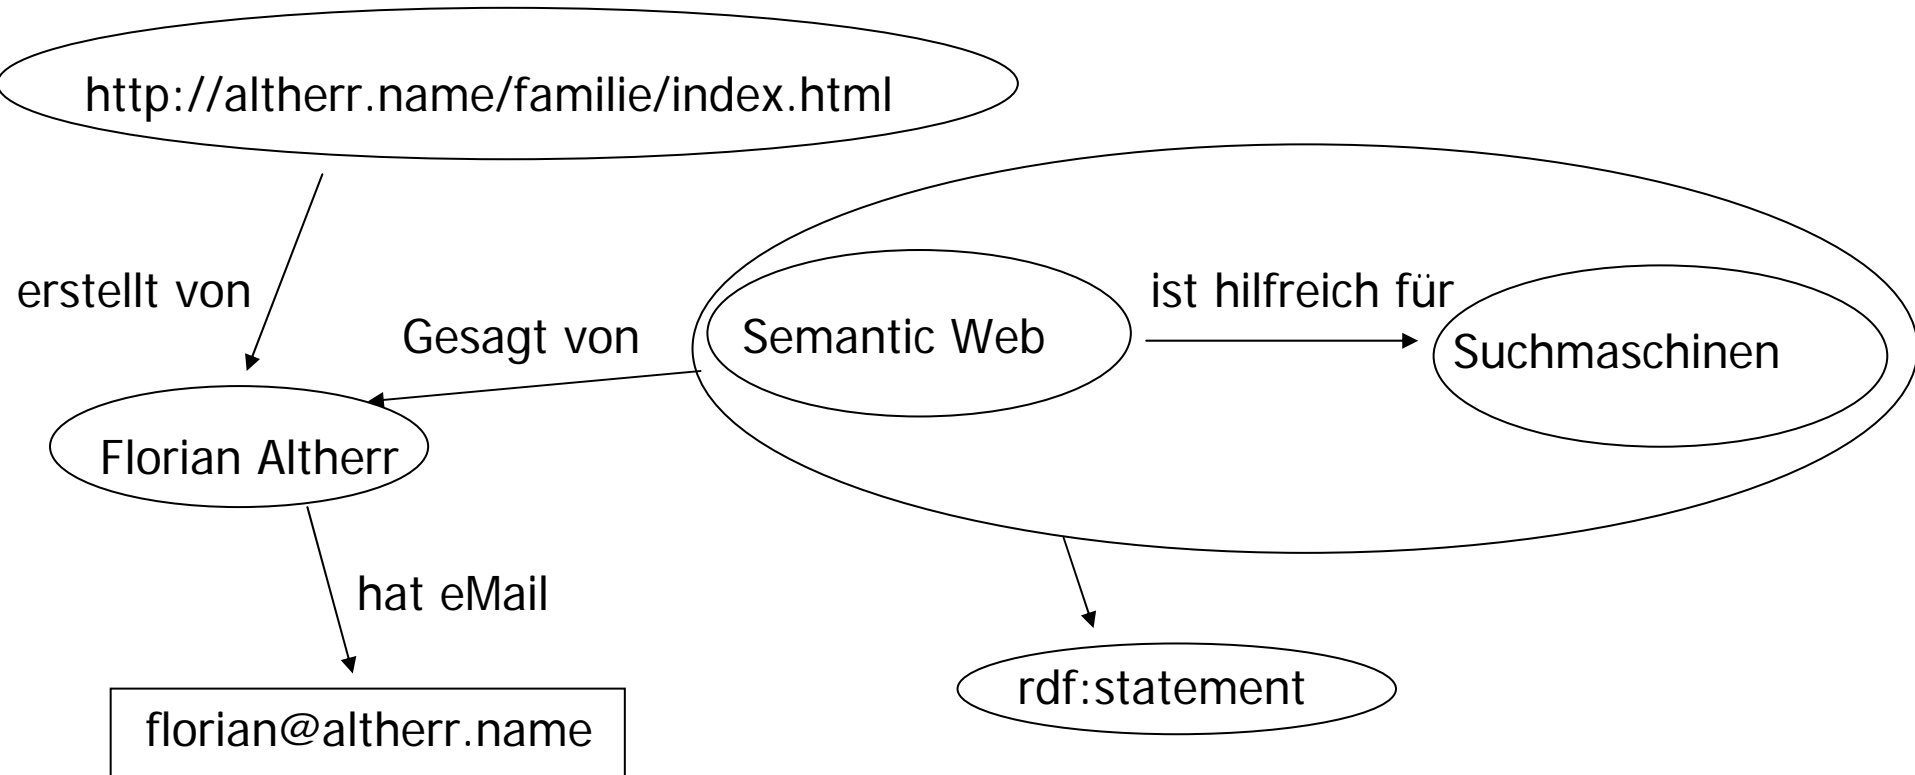 http://altherr.name/familie/index.html
erstellt von
Gesagt von
Semantic Web
ist hilfreich für
Suchmaschinen
Florian Altherr
hat eMail
rdf:statement
florian@altherr.name